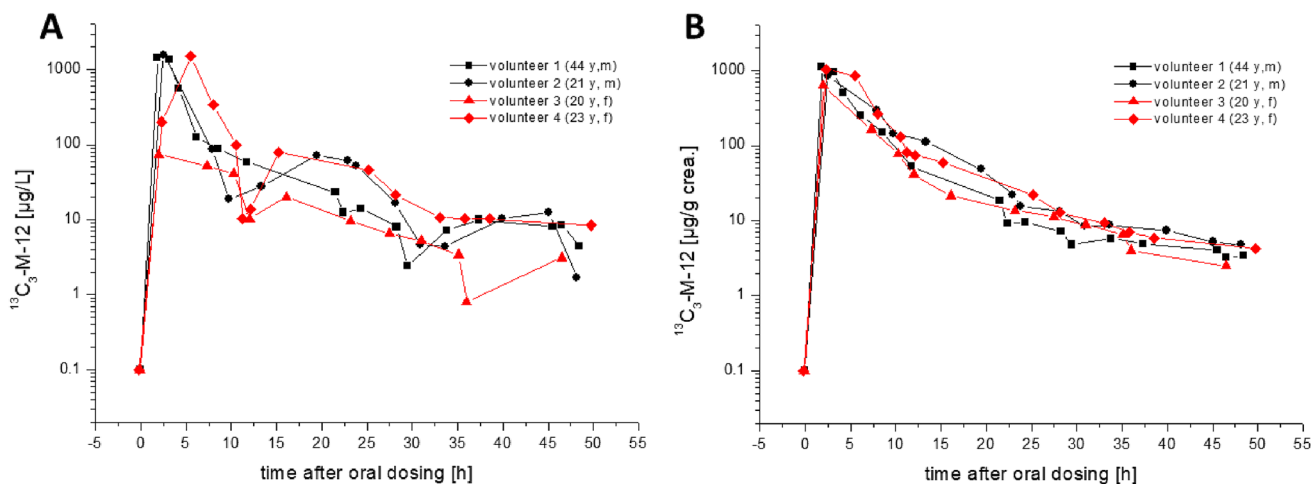 A
1000
100
10
1
0.1
¹³C₃-M-12 [µg/L]
-5 0 5 10 15 20 25 30 35 40 45 50 55
time after oral dosing [h]
volunteer 1 (44 y,m)
volunteer 2 (21 y, m)
volunteer 3 (20 y, f)
volunteer 4 (23 y, f)
B
1000
100
10
1
0.1
¹³C₃-M-12 [µg/g crea.]
-5 0 5 10 15 20 25 30 35 40 45 50 55
time after oral dosing [h]
volunteer 1 (44 y,m)
volunteer 2 (21 y, m)
volunteer 3 (20 y, f)
volunteer 4 (23 y, f)